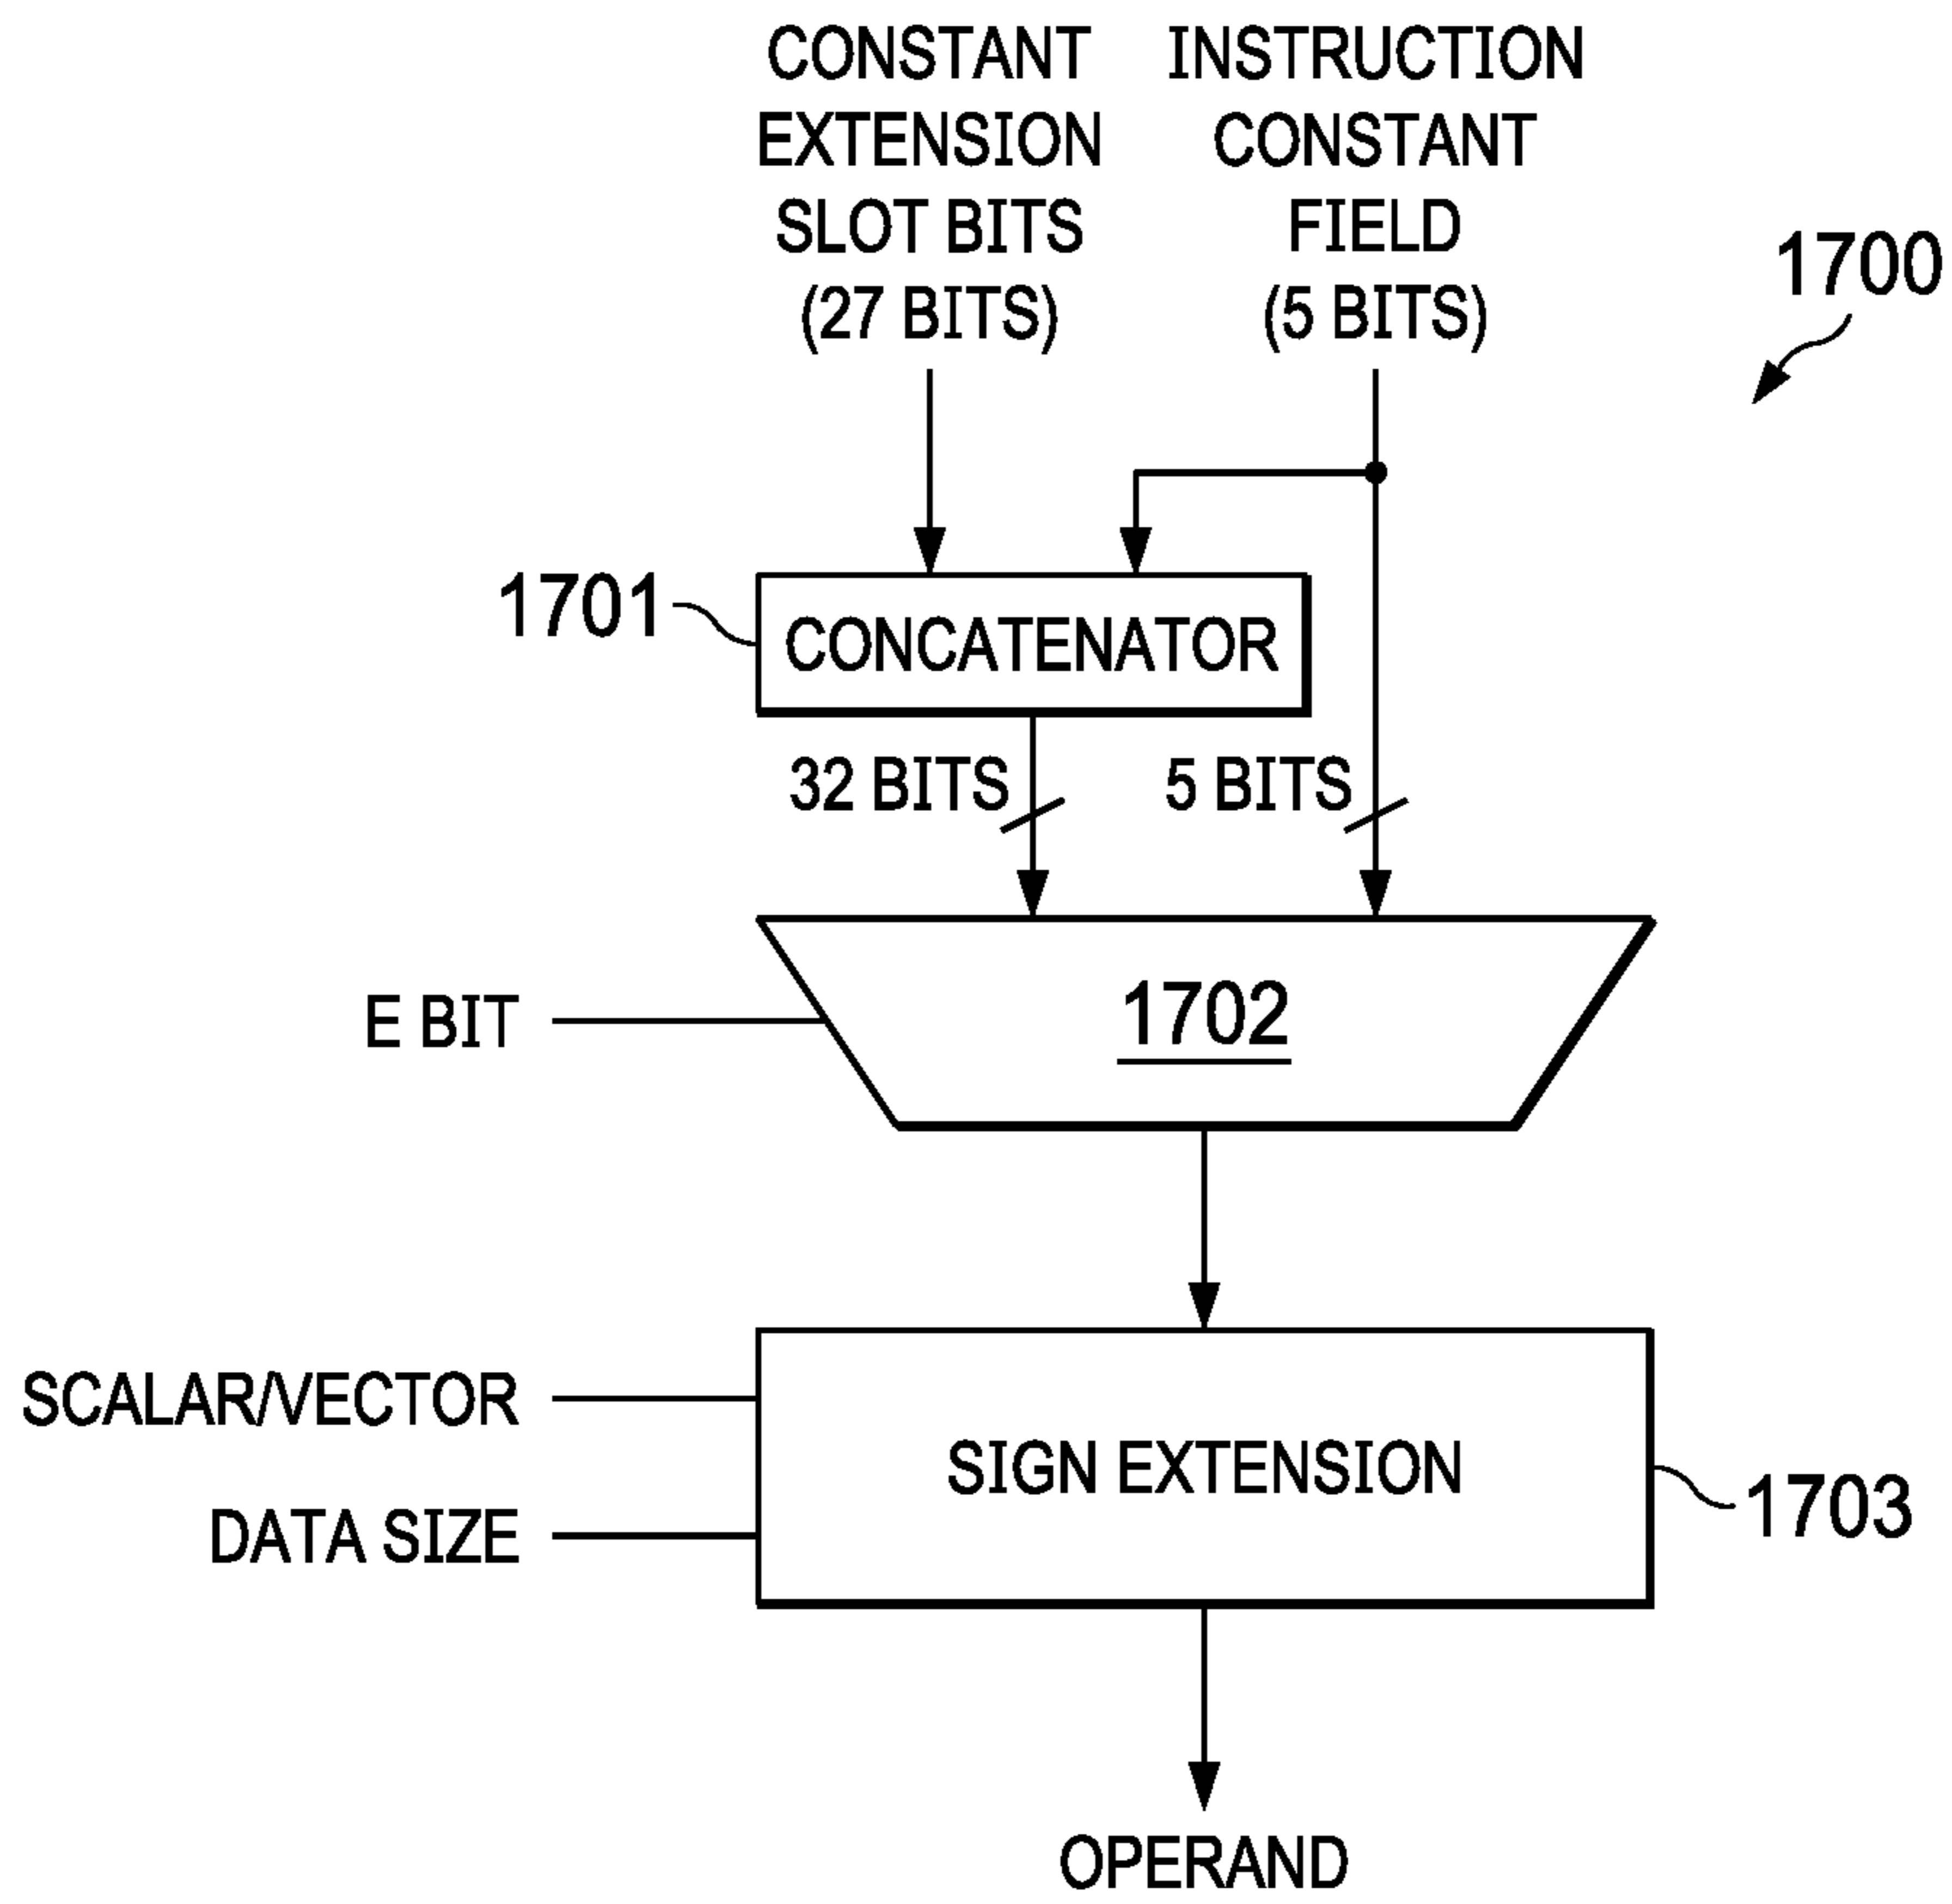 CONSTANT
EXTENSION
SLOT BITS
(27 BITS)
INSTRUCTION
CONSTANT
FIELD
(5 BITS)
1700
1701
CONCATENATOR
32 BITS
5 BITS
E BIT
1702
SCALAR/VECTOR
DATA SIZE
SIGN EXTENSION
1703
OPERAND